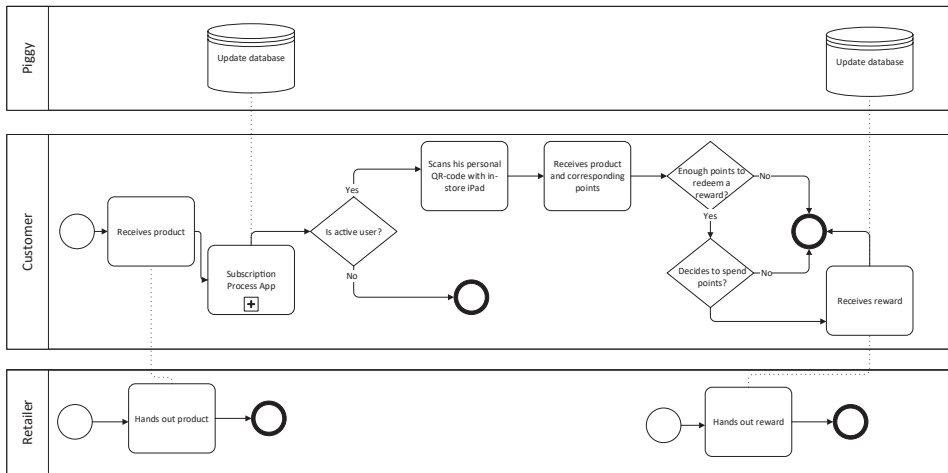 Piggy
Update database
Update database
Customer
Receives product
Subscription
Process App
Is active user?
Yes
No
Scans his personal
QR-code with in-
store iPad
Receives product
and corresponding
points
Enough points to
redeem a
reward?
No
Yes
Decides to spend
points?
No
Receives reward
Retailer
Hands out product
Hands out reward